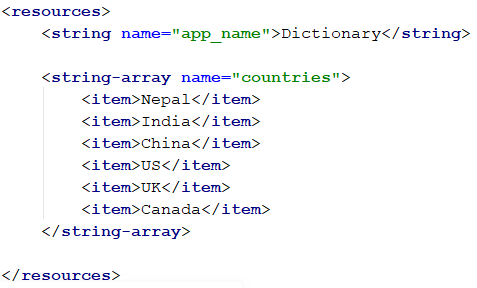 <resources>
    <string name="app_name">Dictionary</string>
    <string-array name="countries">
        <item>Nepal</item>
        <item>India</item>
        <item>China</item>
        <item>US</item>
        <item>UK</item>
        <item>Canada</item>
    </string-array>
</resources>